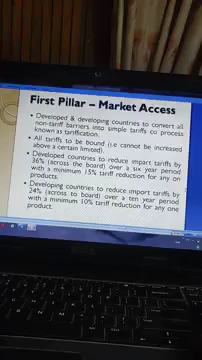 First Pillar – Market Access
• Developed & developing countries to convert all
non-tariff barriers into simple tariffs co process
known as tariffication.
• All tariffs to be bound (i.e cannot be increased
above a certain limited).
• Developed countries to reduce impart tariffs by
36% (across the board) over a six year period
with a minimum 15% tariff reduction for any on
products.
• Developing countries to reduce import tariffs by
24% (across to board) over a ten year period
with a minimum 10% tariff reduction for any one
product.